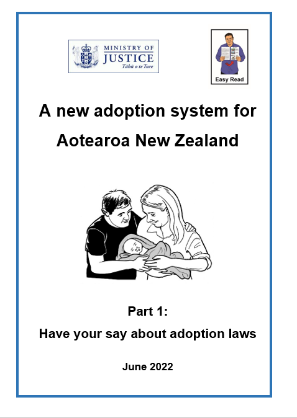 MINISTRY OF
JUSTICE
Tāhū o te Ture
Easy Read
A new adoption system for
Aotearoa New Zealand
Part 1:
Have your say about adoption laws
June 2022